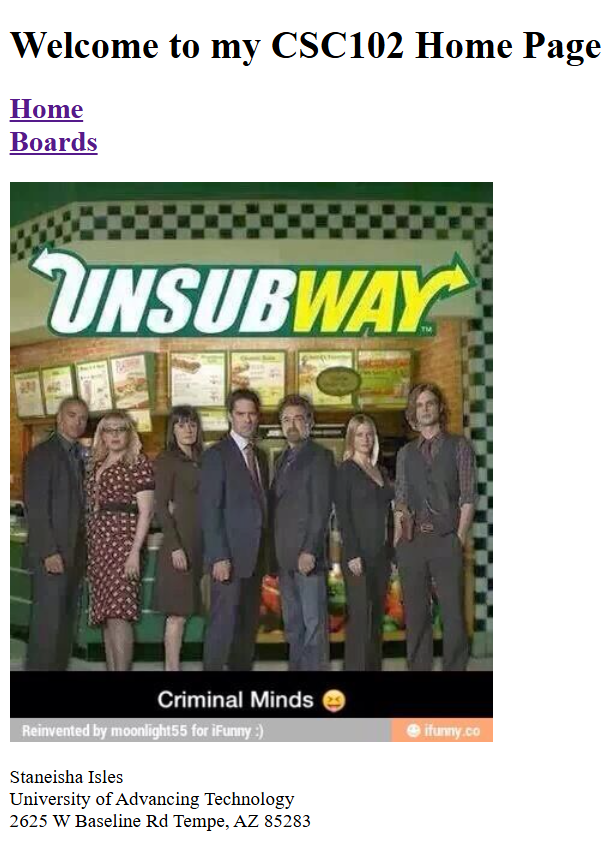 Welcome to my CSC102 Home Page
Home
Boards
UNSUBWAY
TM
Criminal Minds 😝
Reinvented by moonlight55 for iFunny :)
ifunny.co
Staneisha Isles
University of Advancing Technology
2625 W Baseline Rd Tempe, AZ 85283